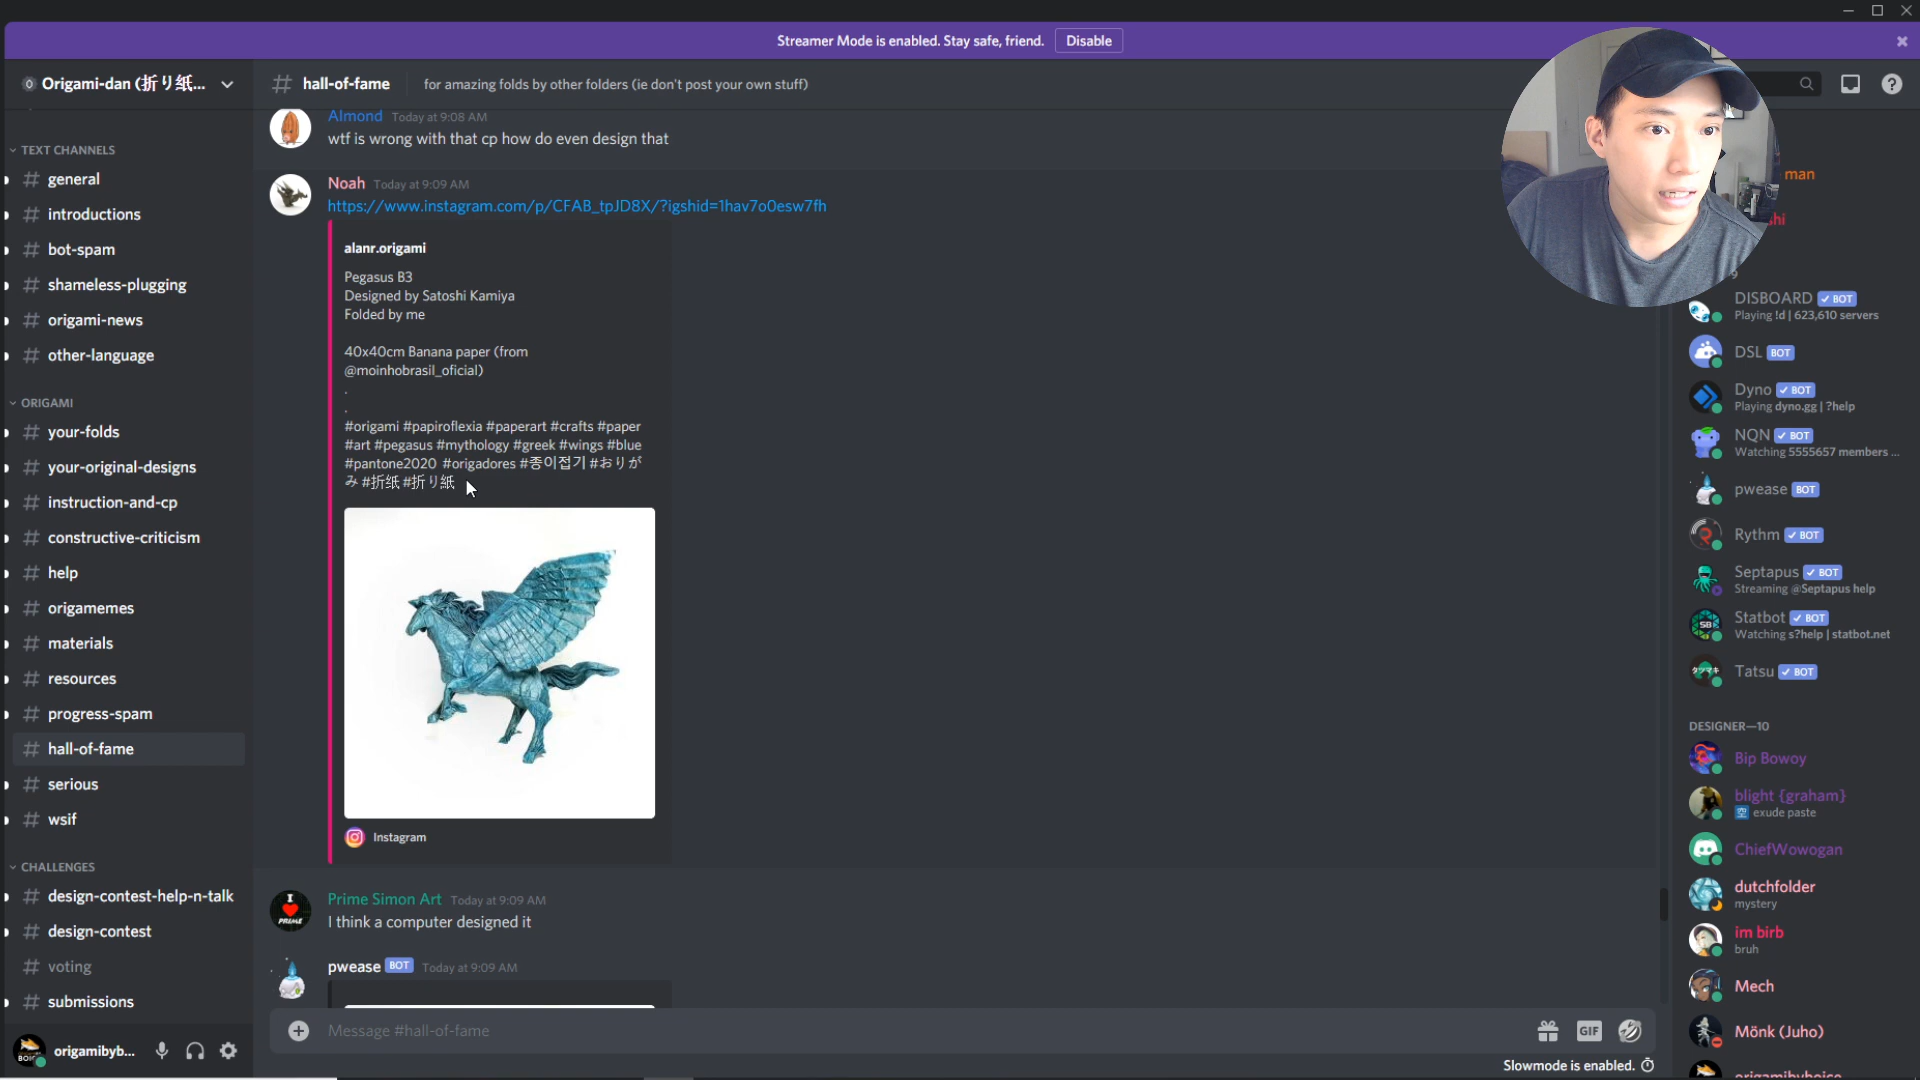 Streamer Mode is enabled. Stay safe, friend.
Disable
Origami-dan (折り紙...
hall-of-fame
for amazing folds by other folders (ie don't post your own stuff)
TEXT CHANNELS
general
introductions
bot-spam
shameless-plugging
origami-news
other-language
ORIGAMI
your-folds
your-original-designs
instruction-and-cp
constructive-criticism
help
origamemes
materials
resources
progress-spam
hall-of-fame
serious
wsif
CHALLENGES
design-contest-help-n-talk
design-contest
voting
submissions
origamibyb...
Almond Today at 9:08 AM
wtf is wrong with that cp how do even design that
Noah Today at 9:09 AM
https://www.instagram.com/p/CFAB_tpJD8X/?igshid=1hav7o0esw7fh
alanr.origami
Pegasus B3
Designed by Satoshi Kamiya
Folded by me
40x40cm Banana paper (from
@moinhobrasil_oficial)
.
.
#origami #papiroflexia #paperart #crafts #paper
#art #pegasus #mythology #greek #wings #blue
#pantone2020 #origadores #종이접기 #おりが
み #折纸 #折り紙
Instagram
Prime Simon Art Today at 9:09 AM
I think a computer designed it
I
PRIME
pwease BOT Today at 9:09 AM
Message #hall-of-fame
GIF
Slowmode is enabled.
man
DISBOARD BOT
Playing !d | 623,610 servers
DSL BOT
Dyno BOT
Playing dyno.gg | ?help
NQN BOT
Watching 5555657 members ...
pwease BOT
Rythm BOT
Septapus BOT
Streaming @Septapus help
SB
Statbot BOT
Watching s?help | statbot.net
Tatsu BOT
DESIGNER—10
Bip Bowoy
blight {graham}
exude paste
ChiefWowogan
dutchfolder
mystery
im birb
bruh
Mech
Mönk (Juho)
origamibyboice